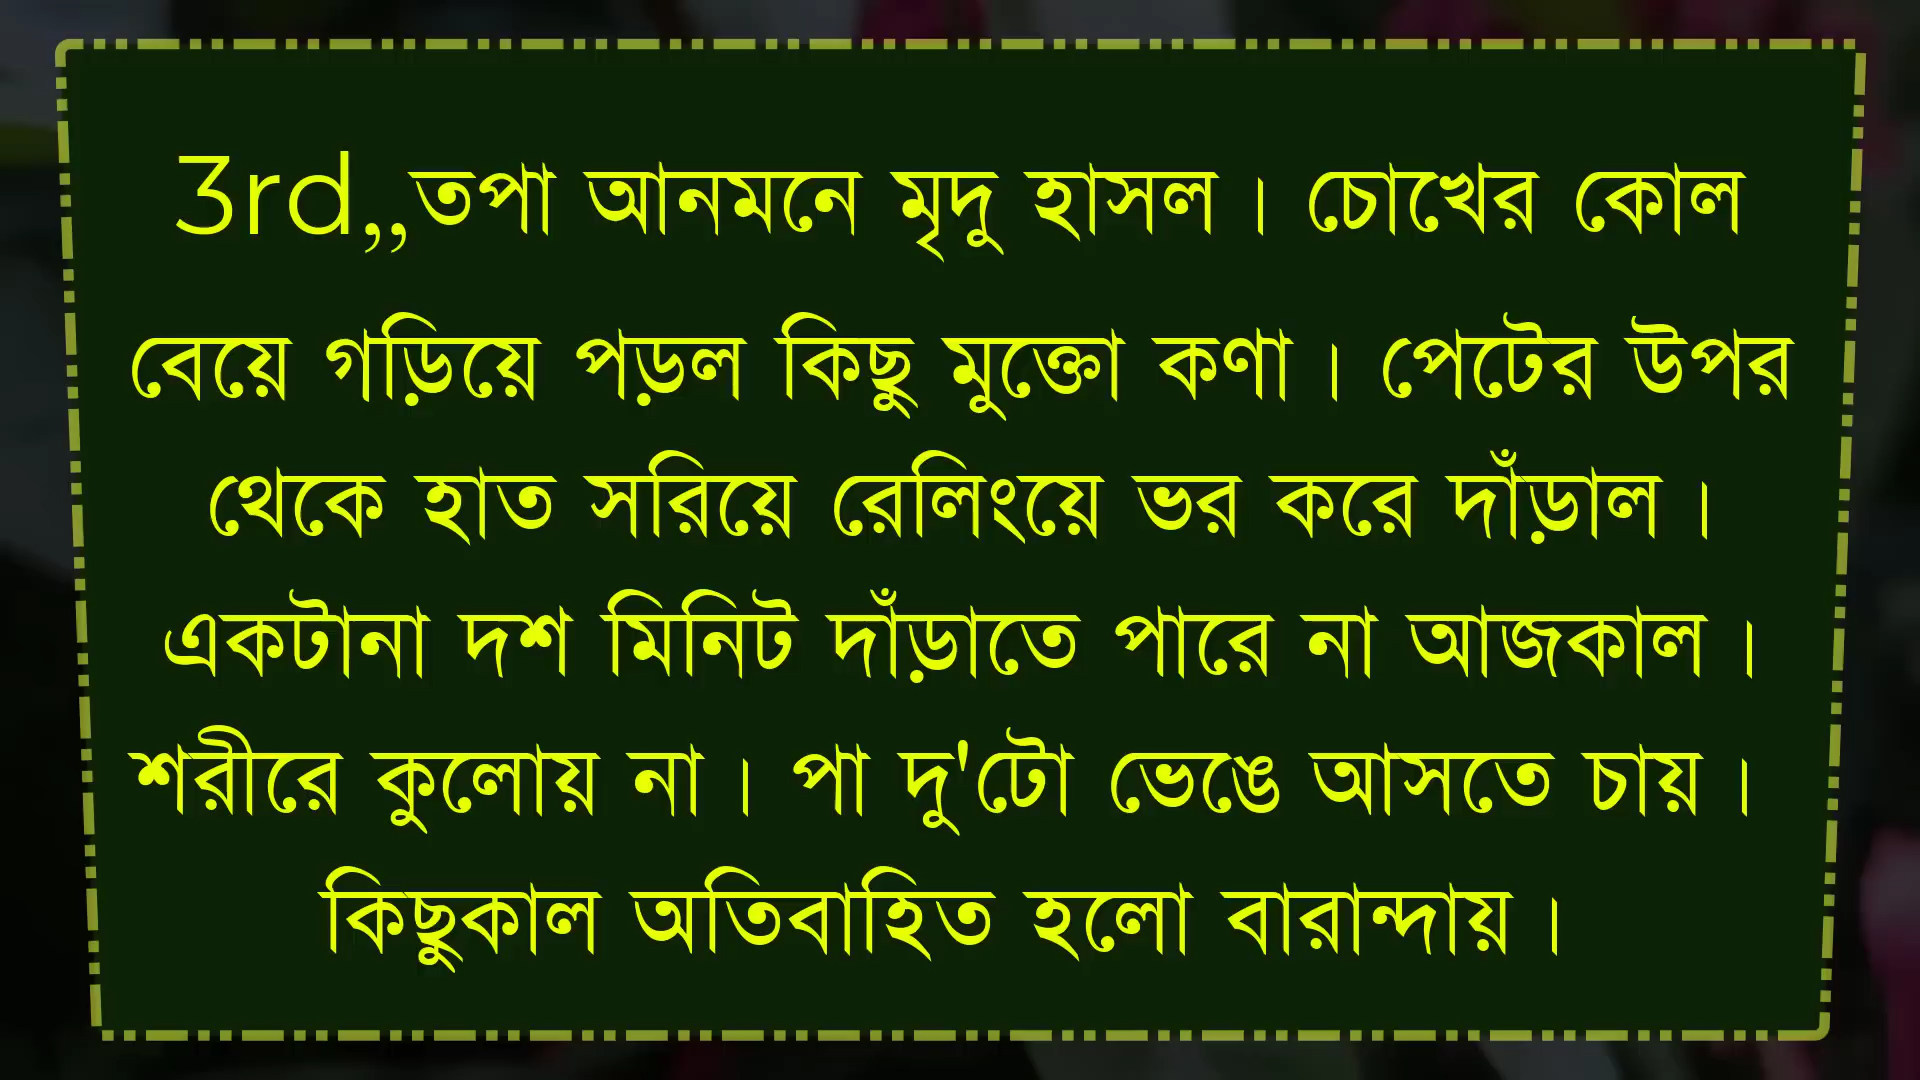 3rd,,তপা আনমনে মৃদু হাসল। চোখের কোল
বেয়ে গড়িয়ে পড়ল কিছু মুক্তো কণা। পেটের উপর
থেকে হাত সরিয়ে রেলিংয়ে ভর করে দাঁড়াল।
একটানা দশ মিনিট দাঁড়াতে পারে না আজকাল।
শরীরে কুলোয় না। পা দু'টো ভেঙে আসতে চায়।
কিছুকাল অতিবাহিত হলো বারান্দায়।